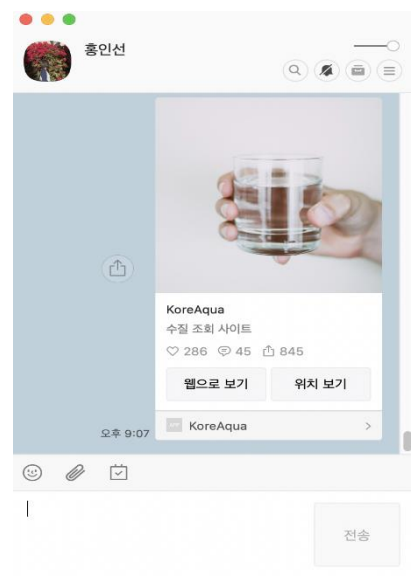 홍인선
KoreAqua
수질 조회 사이트
286 45 845
웹으로 보기 위치 보기
KoreAqua
오후 9:07
전송